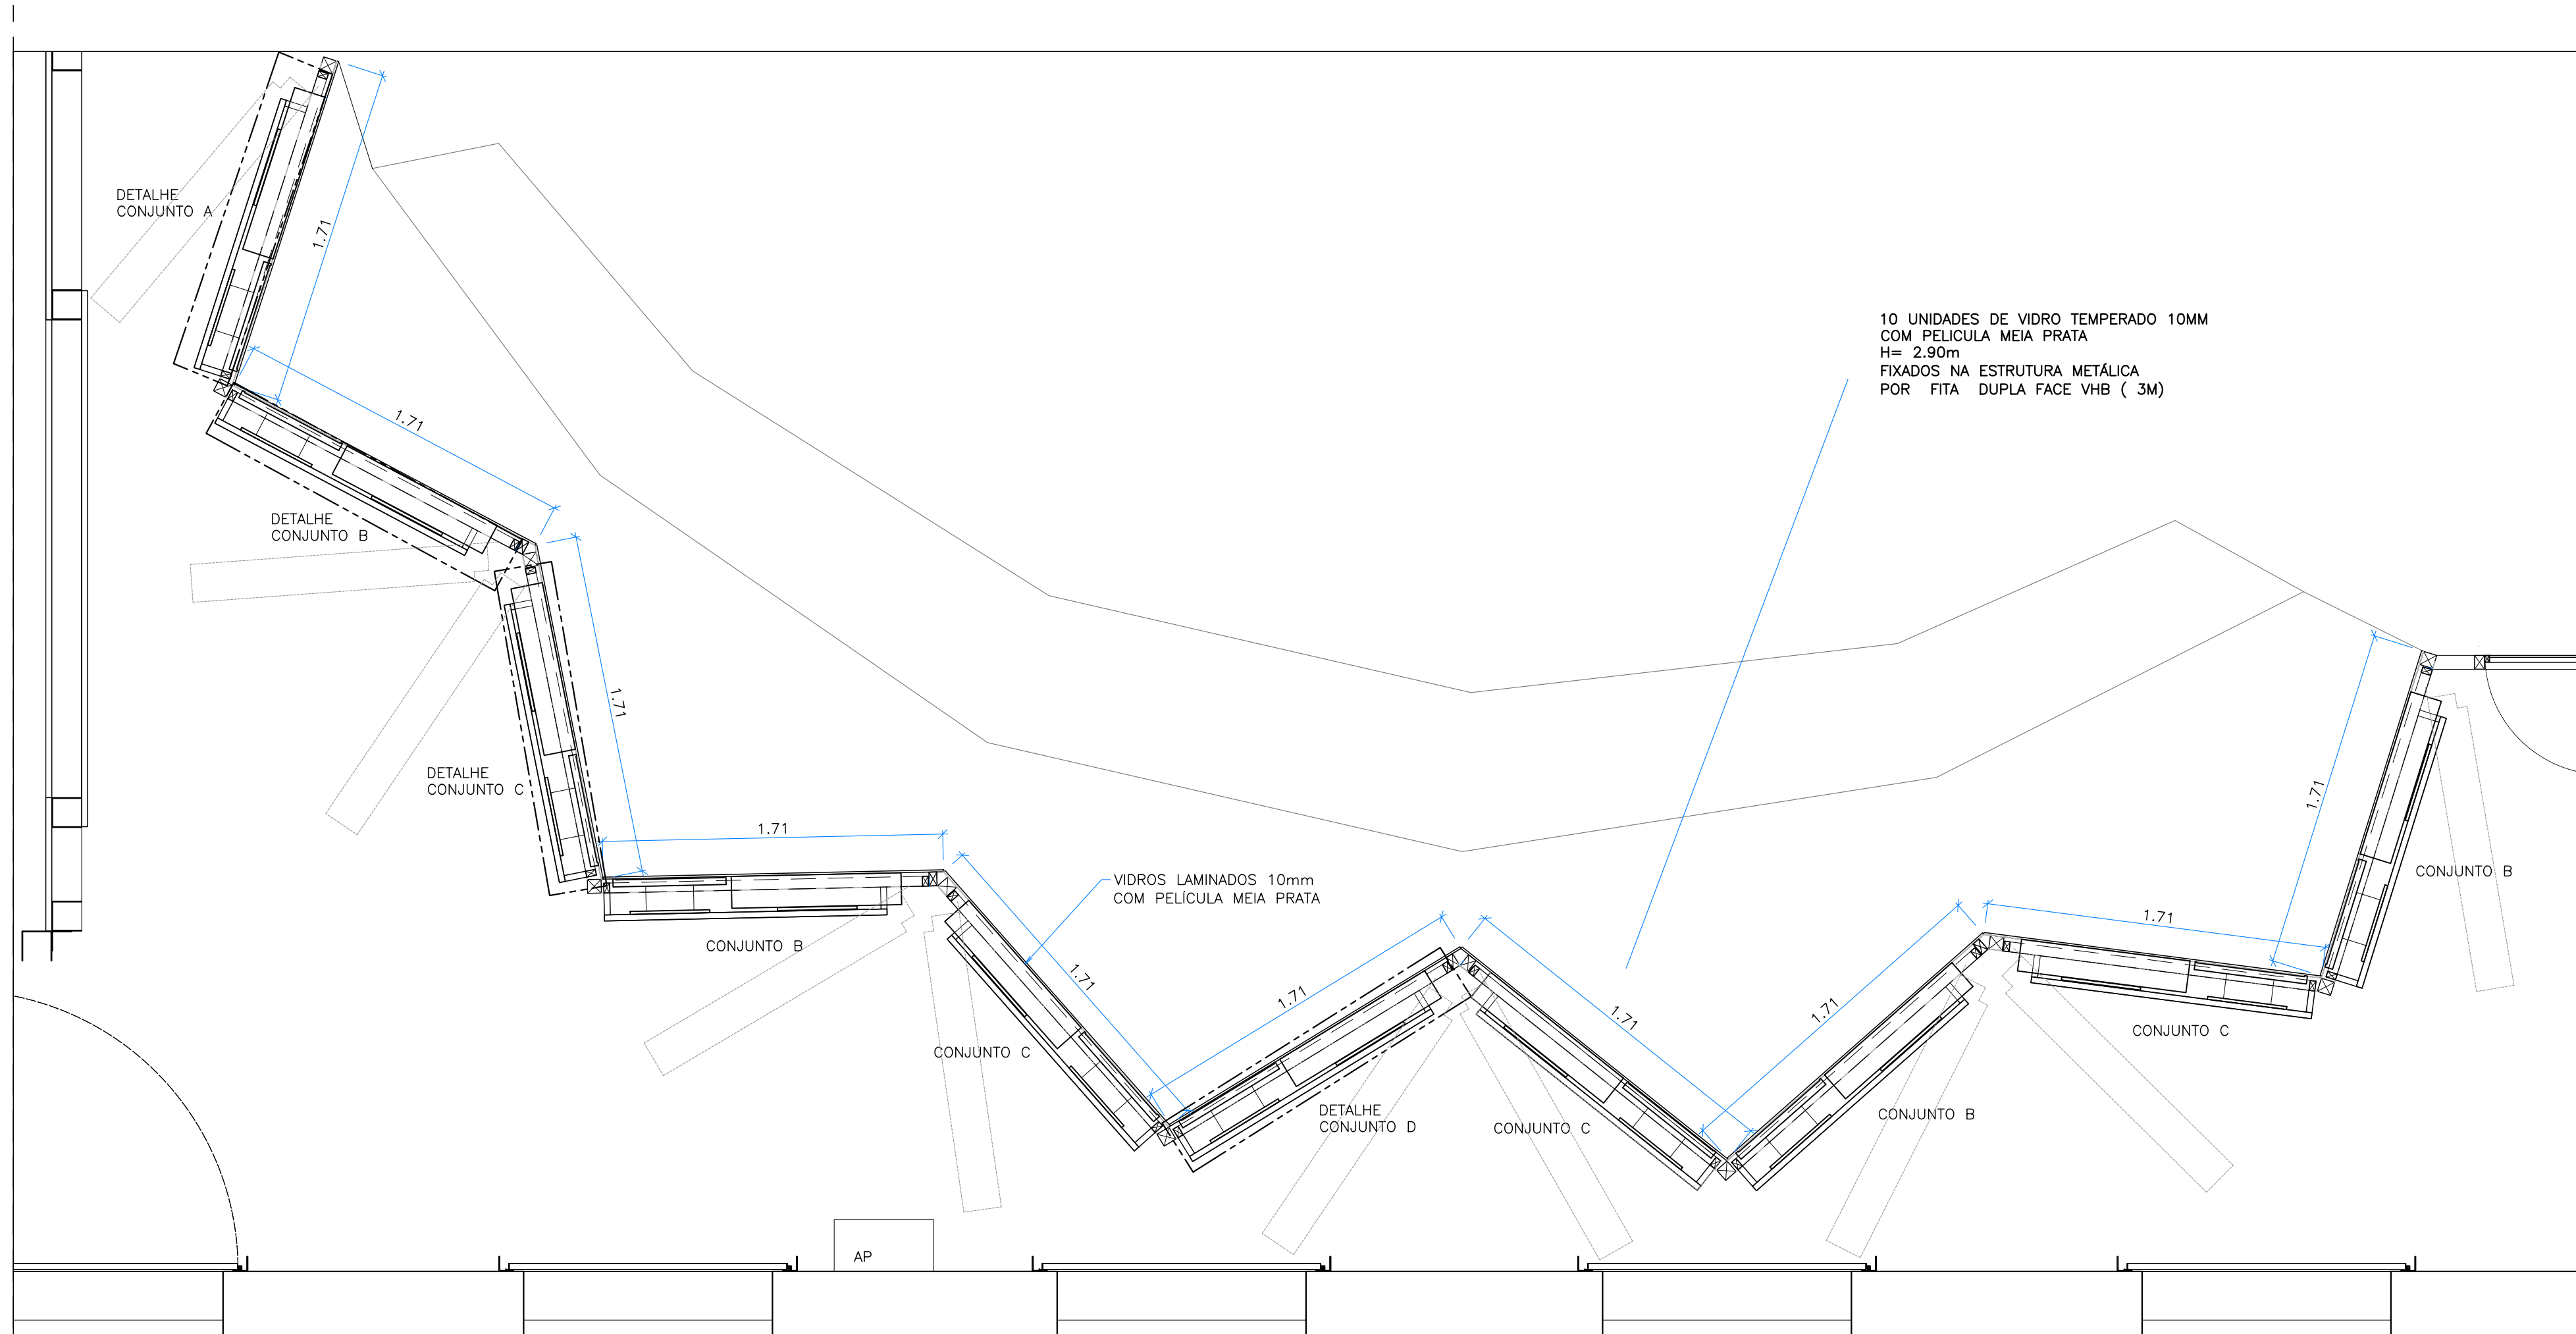 DETALHE
CONJUNTO A
1.71
10 UNIDADES DE VIDRO TEMPERADO 10MM
COM PELICULA MEIA PRATA
H= 2.90m
FIXADOS NA ESTRUTURA METÁLICA
POR FITA DUPLA FACE VHB ( 3M)
1.71
DETALHE
CONJUNTO B
1.71
DETALHE
CONJUNTO C
1.71
1.71
CONJUNTO B
VIDROS LAMINADOS 10mm
COM PELÍCULA MEIA PRATA
CONJUNTO B
1.71
1.71
1.71
1.71
1.71
CONJUNTO C
CONJUNTO C
DETALHE
CONJUNTO D
CONJUNTO C
CONJUNTO B
AP